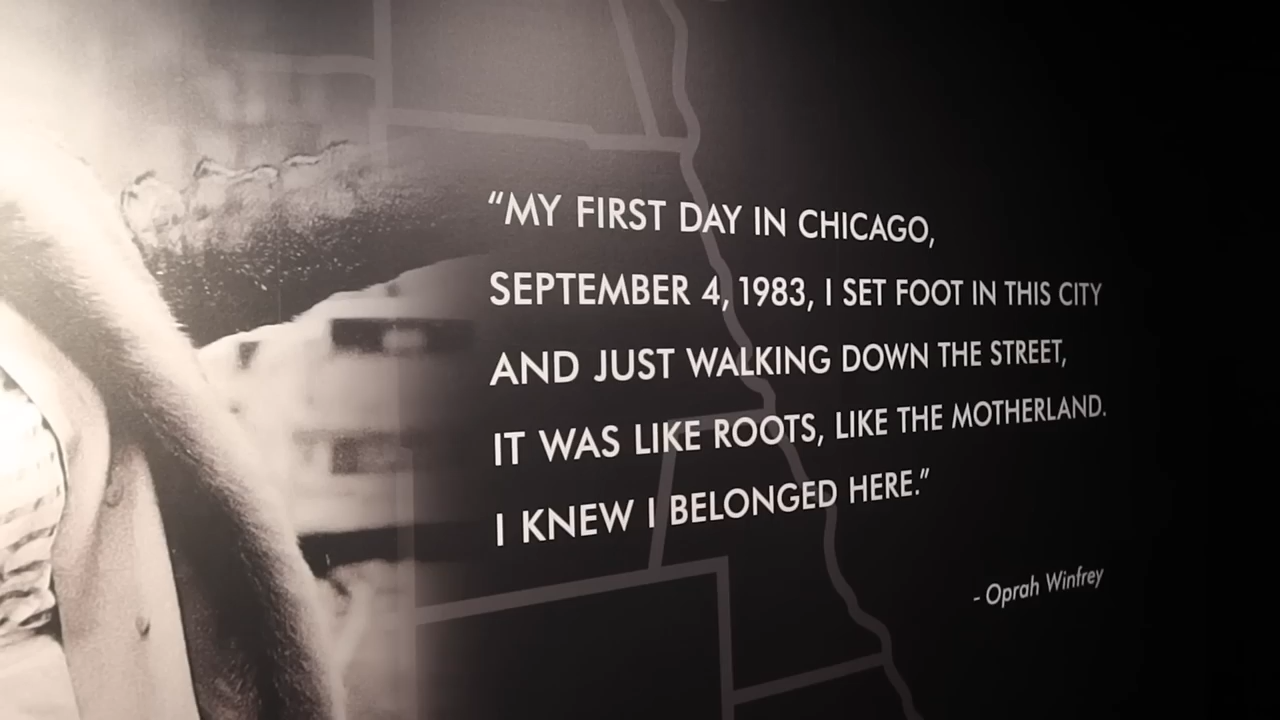 “MY FIRST DAY IN CHICAGO,
SEPTEMBER 4, 1983, I SET FOOT IN THIS CITY
AND JUST WALKING DOWN THE STREET,
IT WAS LIKE ROOTS, LIKE THE MOTHERLAND.
I KNEW I BELONGED HERE.”
- Oprah Winfrey